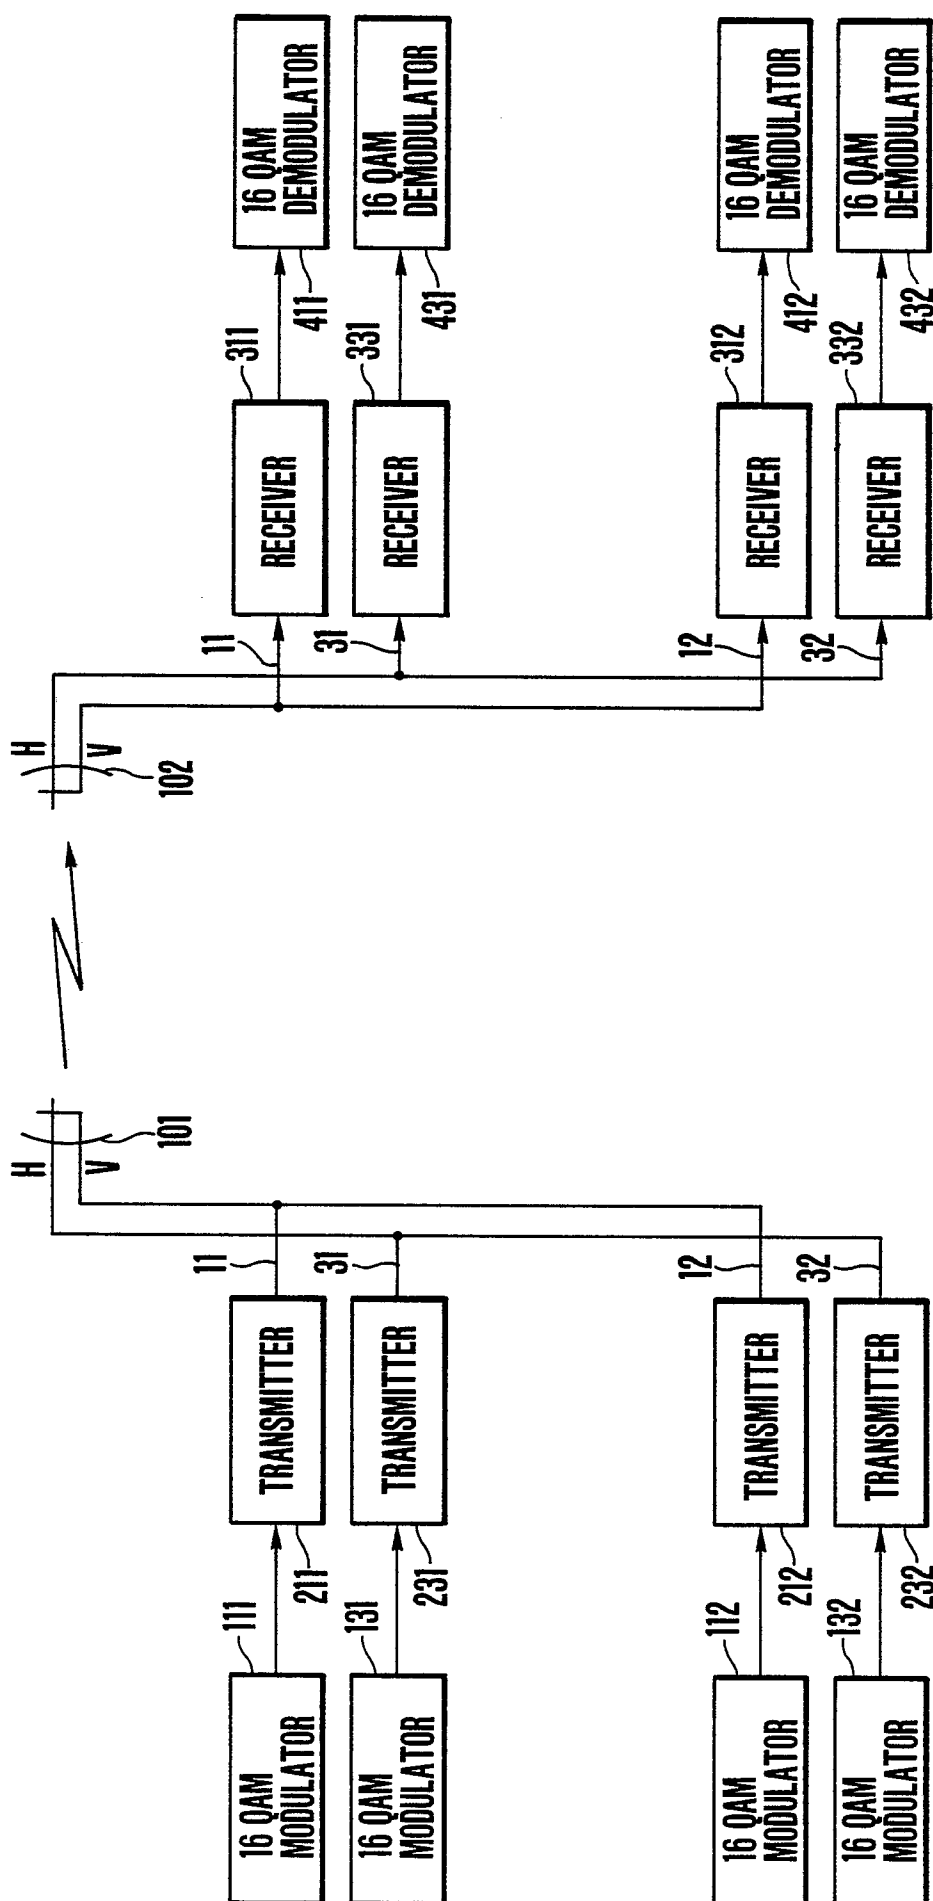 H
V
101
H
V
102
16 QAM
MODULATOR
111
TRANSMITTER
211
11
11
RECEIVER
311
16 QAM
DEMODULATOR
411
16 QAM
MODULATOR
131
TRANSMITTER
231
31
31
RECEIVER
331
16 QAM
DEMODULATOR
431
16 QAM
MODULATOR
112
TRANSMITTER
212
12
12
RECEIVER
312
16 QAM
DEMODULATOR
412
16 QAM
MODULATOR
132
TRANSMITTER
232
32
32
RECEIVER
332
16 QAM
DEMODULATOR
432